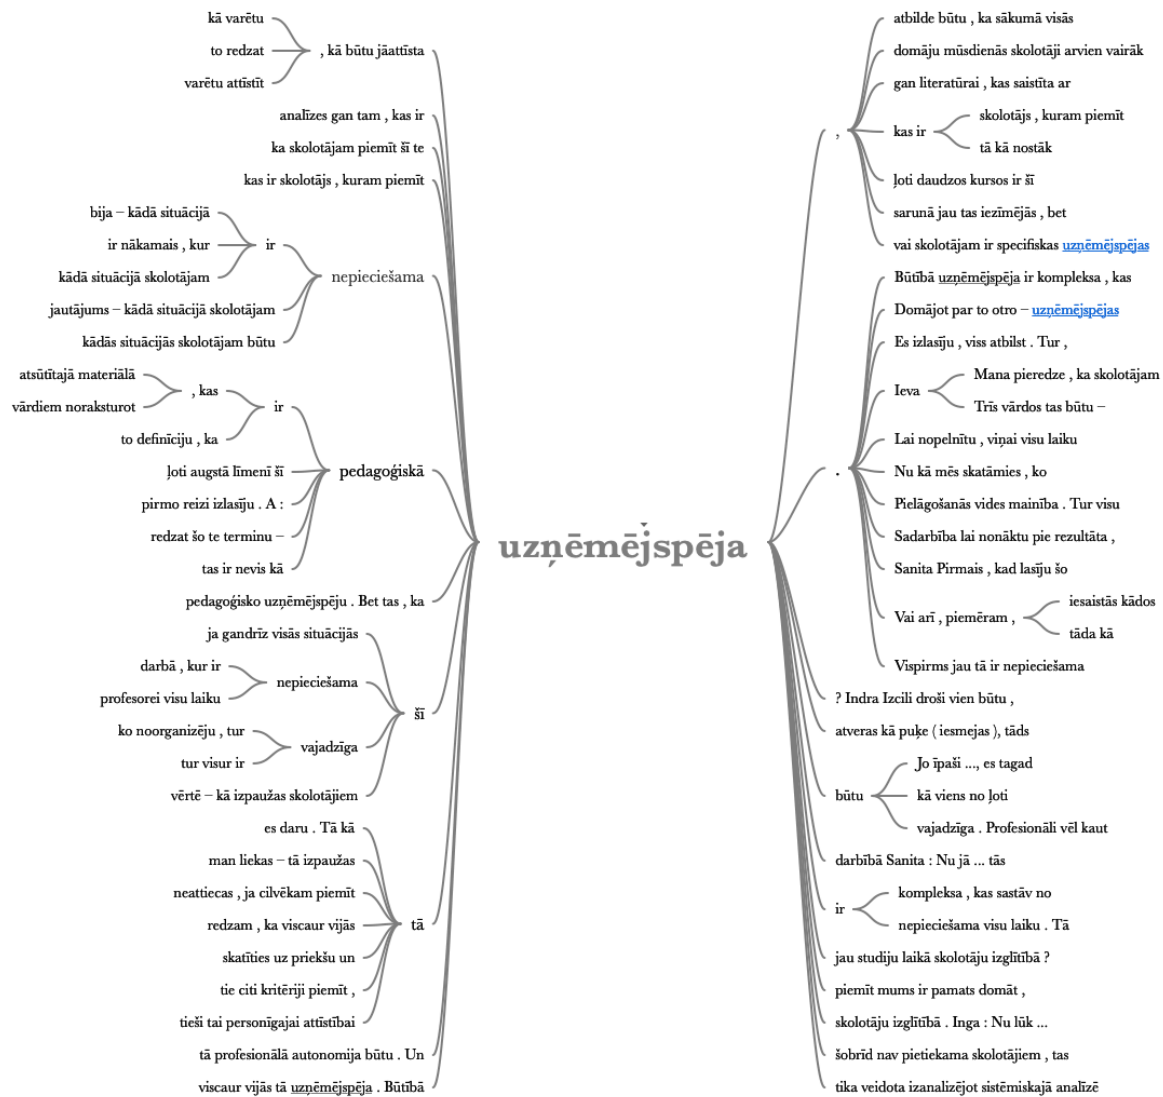 kā varētu
to redzat
varētu attīstīt
, kā būtu jāattīsta
analīzes gan tam , kas ir
ka skolotājam piemīt šī te
kas ir skolotājs , kuram piemīt
bija – kādā situācijā
ir nākamais , kur
kādā situācijā skolotājam
ir
jautājums – kādā situācijā skolotājam
kādās situācijās skolotājam būtu
nepieciešama
atsūtītajā materiālā
vārdiem noraksturot
, kas
to definīciju , ka
ir
ļoti augstā līmenī šī
pirmo reizi izlasīju . A :
redzat šo te terminu –
tas ir nevis kā
pedagoģiskā
pedagoģisko uzņēmējspēju . Bet tas , ka
ja gandrīz visās situācijās
darbā , kur ir
profesorei visu laiku
nepieciešama
ko noorganizēju , tur
tur visur ir
vajadzīga
vērtē – kā izpaužas skolotājiem
šī
es daru . Tā kā
man liekas – tā izpaužas
neattiecas , ja cilvēkam piemīt
redzam , ka viscaur vijās
skatīties uz priekšu un
tie citi kritēriji piemīt ,
tieši tai personīgajai attīstībai
tā
tā profesionālā autonomija būtu . Un
viscaur vijās tā uzņēmējspēja . Būtībā
uzņēmējspēja
,
atbilde būtu , ka sākumā visās
domāju mūsdienās skolotāji arvien vairāk
gan literatūrai , kas saistīta ar
kas ir
skolotājs , kuram piemīt
tā kā nostāk
ļoti daudzos kursos ir šī
sarunā jau tas iezīmējās , bet
vai skolotājam ir specifiskas uzņēmējspējas
.
Būtībā uzņēmējspēja ir kompleksa , kas
Domājot par to otro – uzņēmējspējas
Es izlasīju , viss atbilst . Tur ,
Ieva
Mana pieredze , ka skolotājam
Trīs vārdos tas būtu –
Lai nopelnītu , viņai visu laiku
Nu kā mēs skatāmies , ko
Pielāgošanās vides mainība . Tur visu
Sadarbība lai nonāktu pie rezultāta ,
Sanita Pirmais , kad lasīju šo
Vai arī , piemēram ,
iesaistās kādos
tāda kā
Vispirms jau tā ir nepieciešama
? Indra Izcili droši vien būtu ,
atveras kā puķe ( iesmejas ), tāds
būtu
Jo īpaši ..., es tagad
kā viens no ļoti
vajadzīga . Profesionāli vēl kaut
darbībā Sanita : Nu jā ... tās
ir
kompleksa , kas sastāv no
nepieciešama visu laiku . Tā
jau studiju laikā skolotāju izglītībā ?
piemīt mums ir pamats domāt ,
skolotāju izglītībā . Inga : Nu lūk ...
šobrīd nav pietiekama skolotājiem , tas
tika veidota izanalizējot sistēmiskajā analīzē